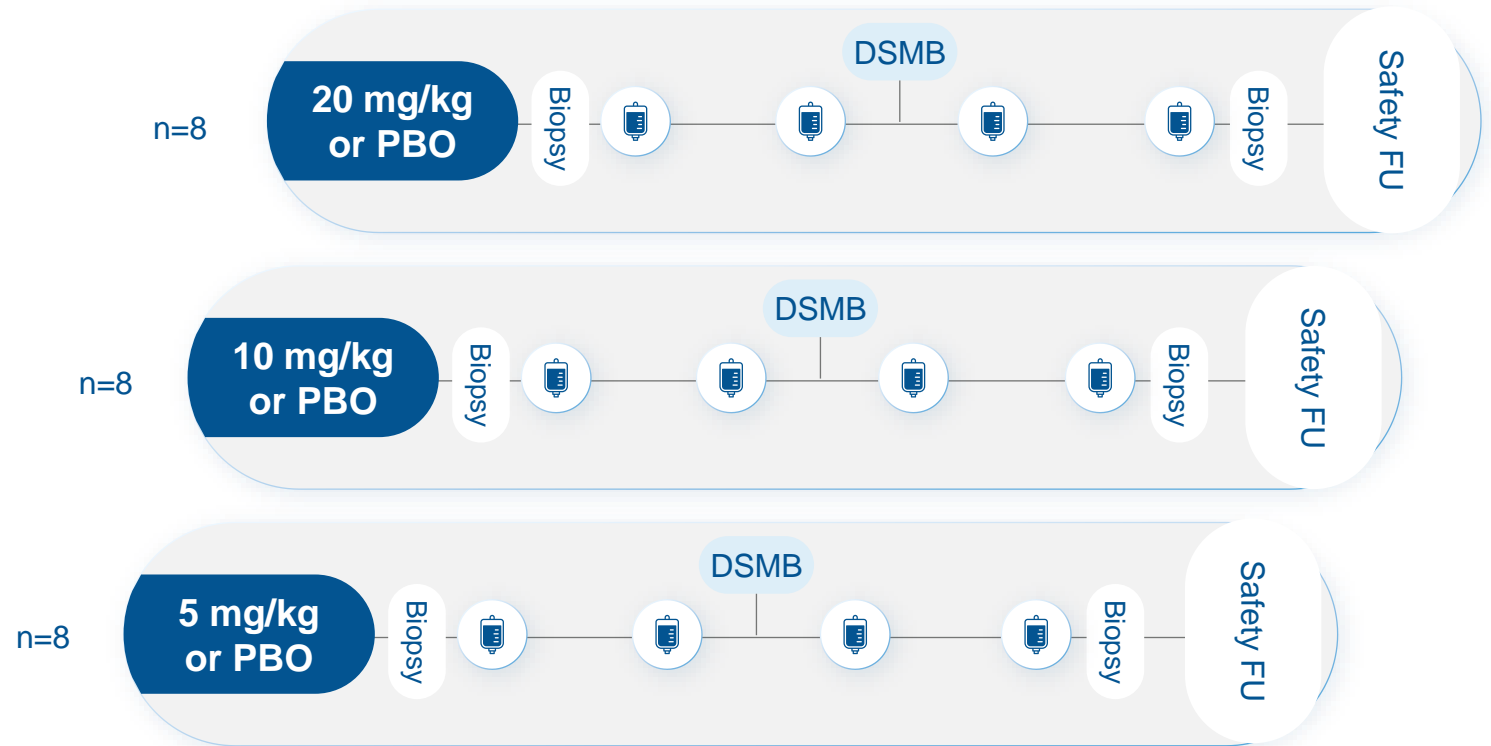 DSMB
n=8
20 mg/kg
or PBO
Biopsy
Biopsy
Safety FU
DSMB
n=8
10 mg/kg
or PBO
Biopsy
Biopsy
Safety FU
DSMB
n=8
5 mg/kg
or PBO
Biopsy
Biopsy
Safety FU